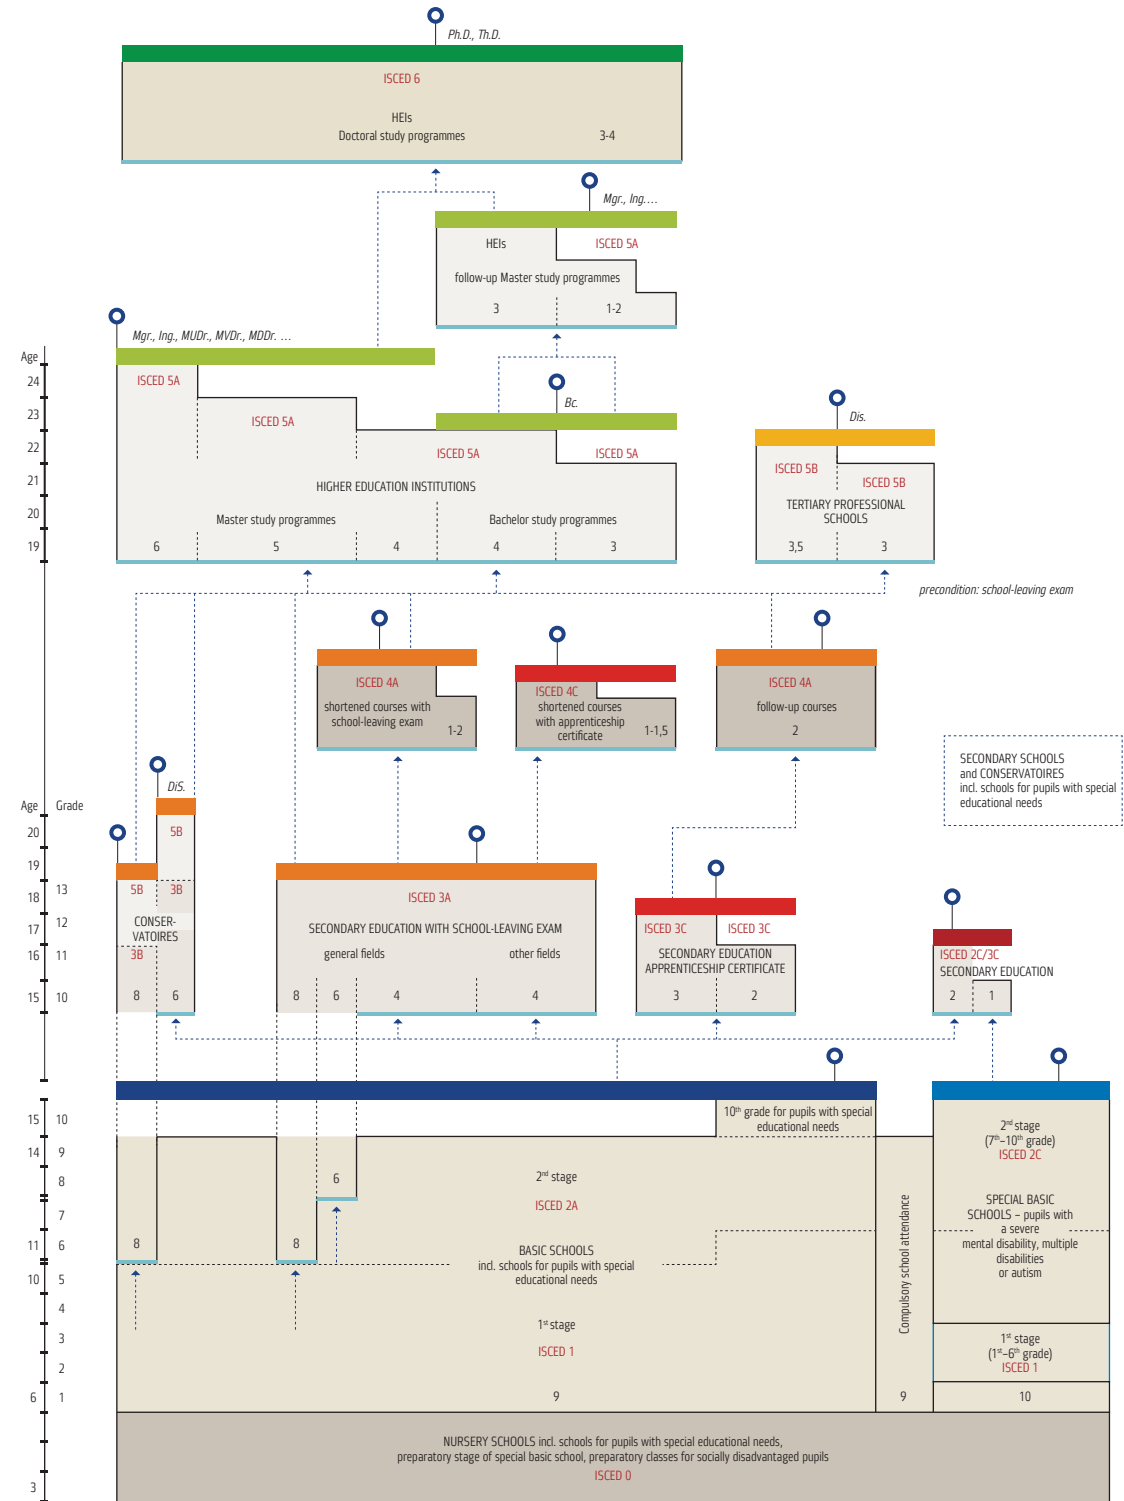 Ph.D., Th.D.
ISCED 6
HEIs
Doctoral study programmes 3-4
Mgr., Ing....
HEIs ISCED 5A
follow-up Master study programmes
3 1-2
Mgr., Ing., MUDr., MVDr., MDDr. ...
Age
24
23
22
21
20
19
ISCED 5A
ISCED 5A
Bc.
ISCED 5A
ISCED 5A
HIGHER EDUCATION INSTITUTIONS
Master study programmes
Bachelor study programmes
6 5 4 4 3
Dis.
ISCED 5B
ISCED 5B
TERTIARY PROFESSIONAL
SCHOOLS
3,5 3
precondition: school-leaving exam
ISCED 4A
shortened courses with
school-leaving exam
1-2
ISCED 4C
shortened courses
with apprenticeship
certificate
1-1,5
ISCED 4A
follow-up courses
2
SECONDARY SCHOOLS
and CONSERVATOIRES
incl. schools for pupils with special
educational needs
Age Grade
20
19
18 13
17 12
16 11
15 10
DiS.
5B
5B 3B
CONSER-
VATOIRES
3B
8 6
ISCED 3A
SECONDARY EDUCATION WITH SCHOOL-LEAVING EXAM
general fields other fields
8 6 4 4
ISCED 3C ISCED 3C
SECONDARY EDUCATION
APPRENTICESHIP CERTIFICATE
3 2
ISCED 2C/3C
SECONDARY EDUCATION
2 1
15 10
14 9
8
7
11 6
10 5
4
3
2
6 1
3
10th grade for pupils with special
educational needs
6
2nd stage
ISCED 2A
8 8
BASIC SCHOOLS
incl. schools for pupils with special
educational needs
1st stage
ISCED 1
9
Compulsory school attendance
9
2nd stage
(7th–10th grade)
ISCED 2C
SPECIAL BASIC
SCHOOLS – pupils with
a severe
mental disability, multiple
disabilities
or autism
1st stage
(1st–6th grade)
ISCED 1
10
NURSERY SCHOOLS incl. schools for pupils with special educational needs,
preparatory stage of special basic school, preparatory classes for socially disadvantaged pupils
ISCED 0